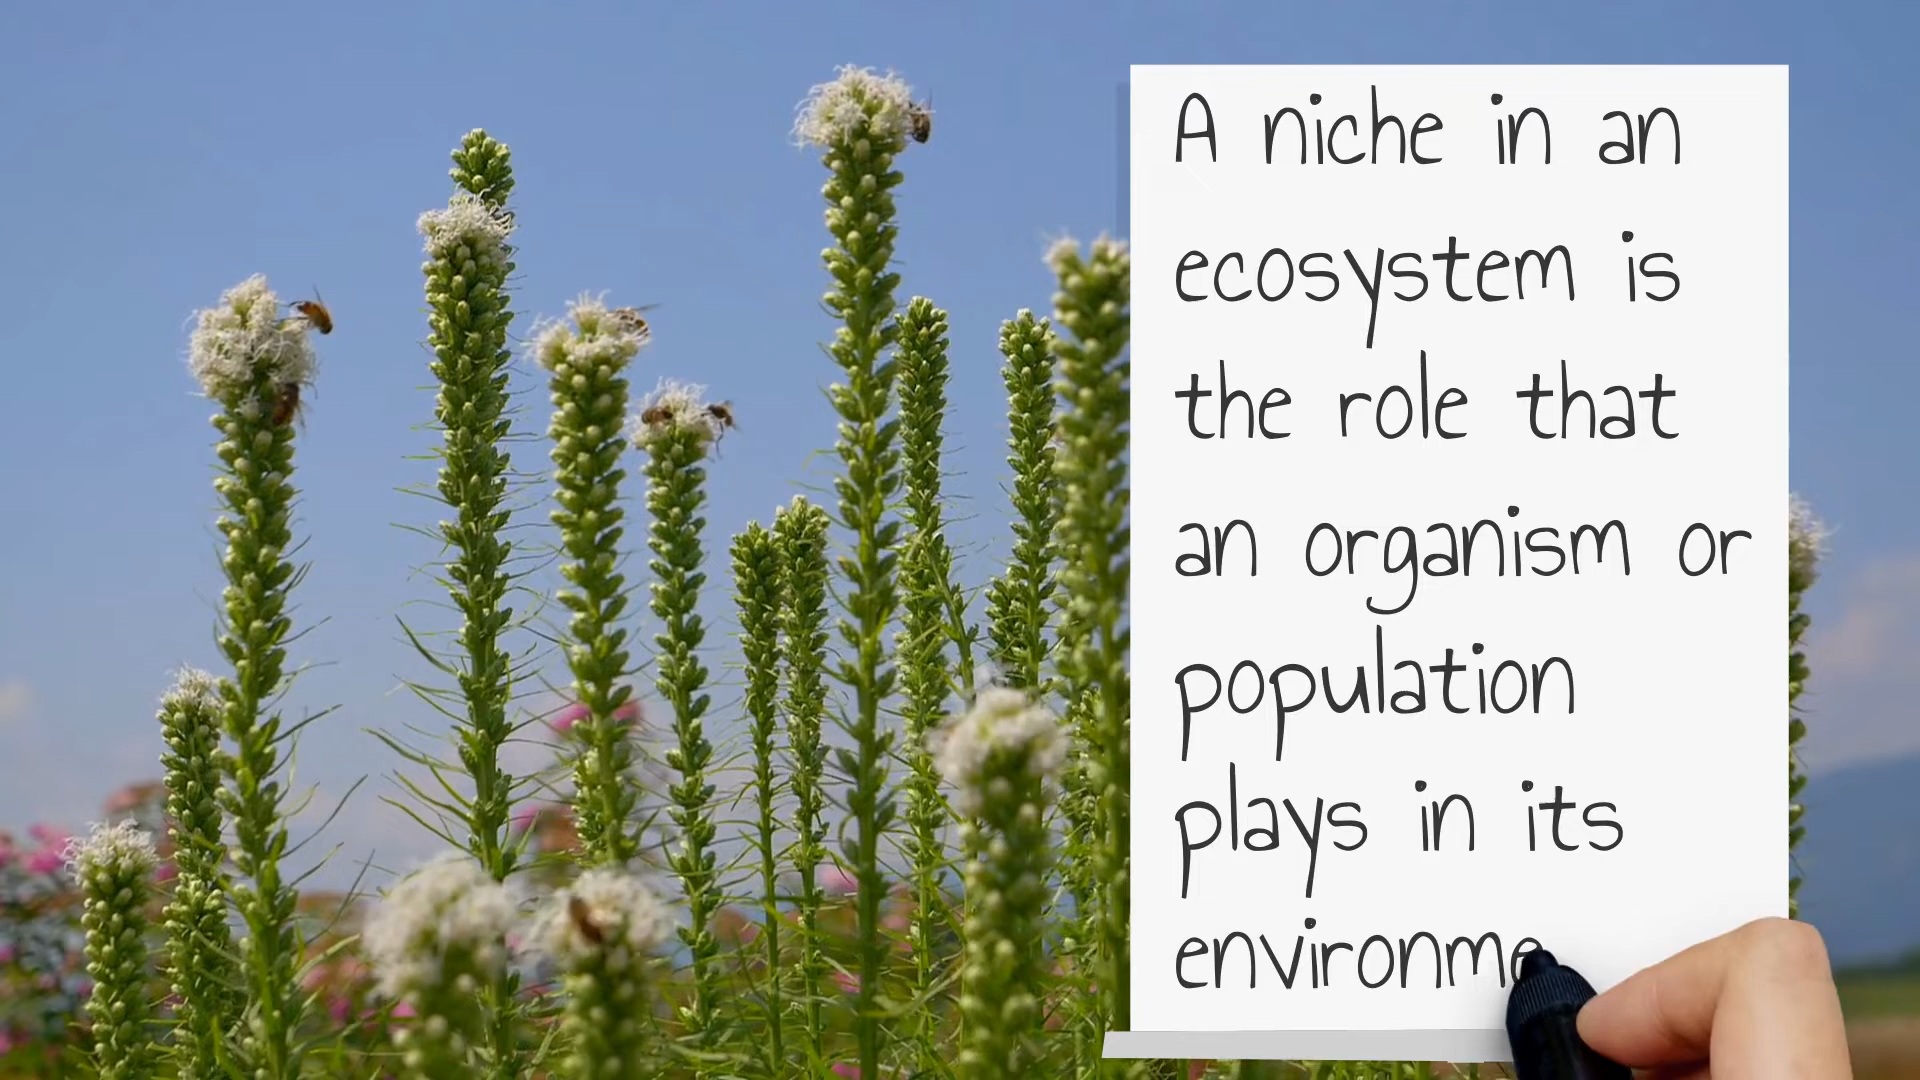 A niche in an
ecosystem is
the role that
an organism or
population
plays in its
environme